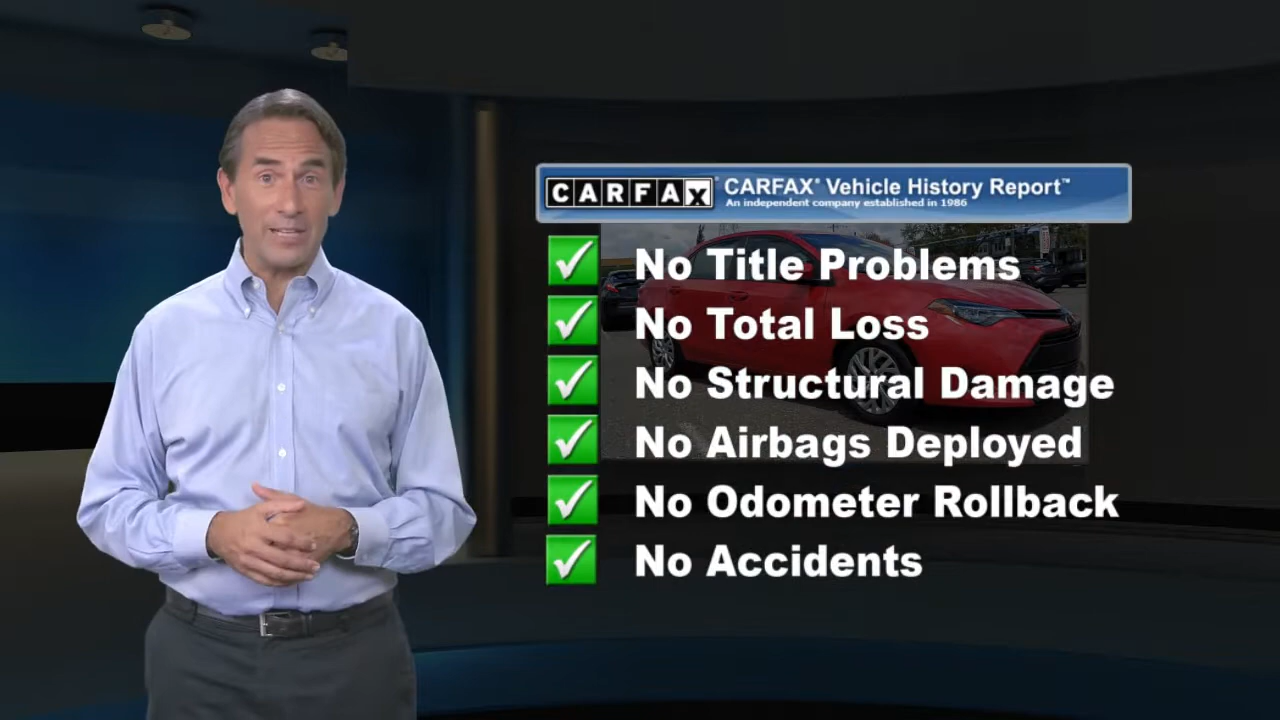 CARFAX® CARFAX® Vehicle History Report™
An independent company established in 1986
No Title Problems
No Total Loss
No Structural Damage
No Airbags Deployed
No Odometer Rollback
No Accidents